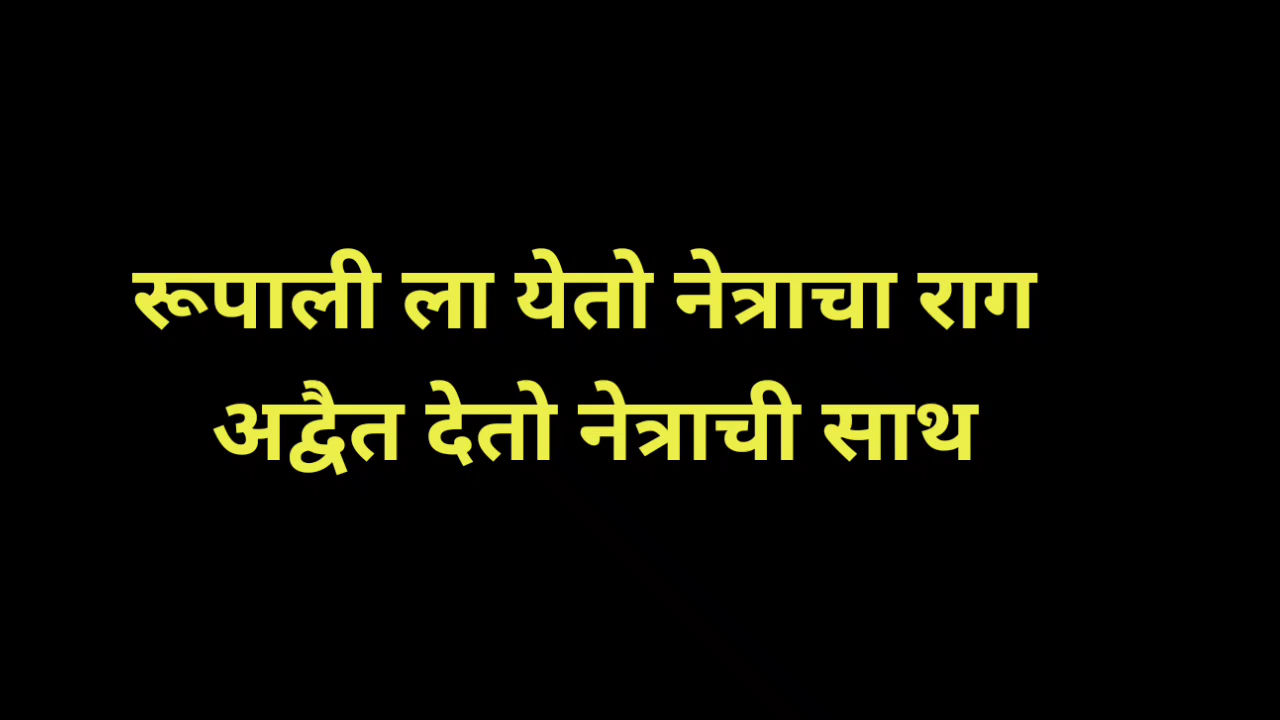 रूपाली ला येतो नेत्राचा राग
अद्वैत देतो नेत्राची साथ